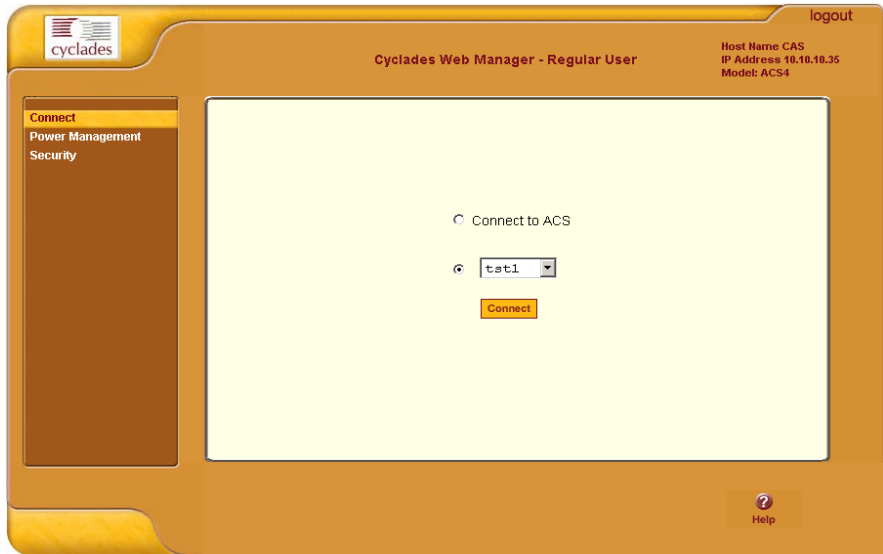 logout
cyclades
Cyclades Web Manager - Regular User
Host Name CAS
IP Address 10.10.10.35
Model: ACS4
Connect
Power Management
Security
Connect to ACS
tst1
Connect
Help